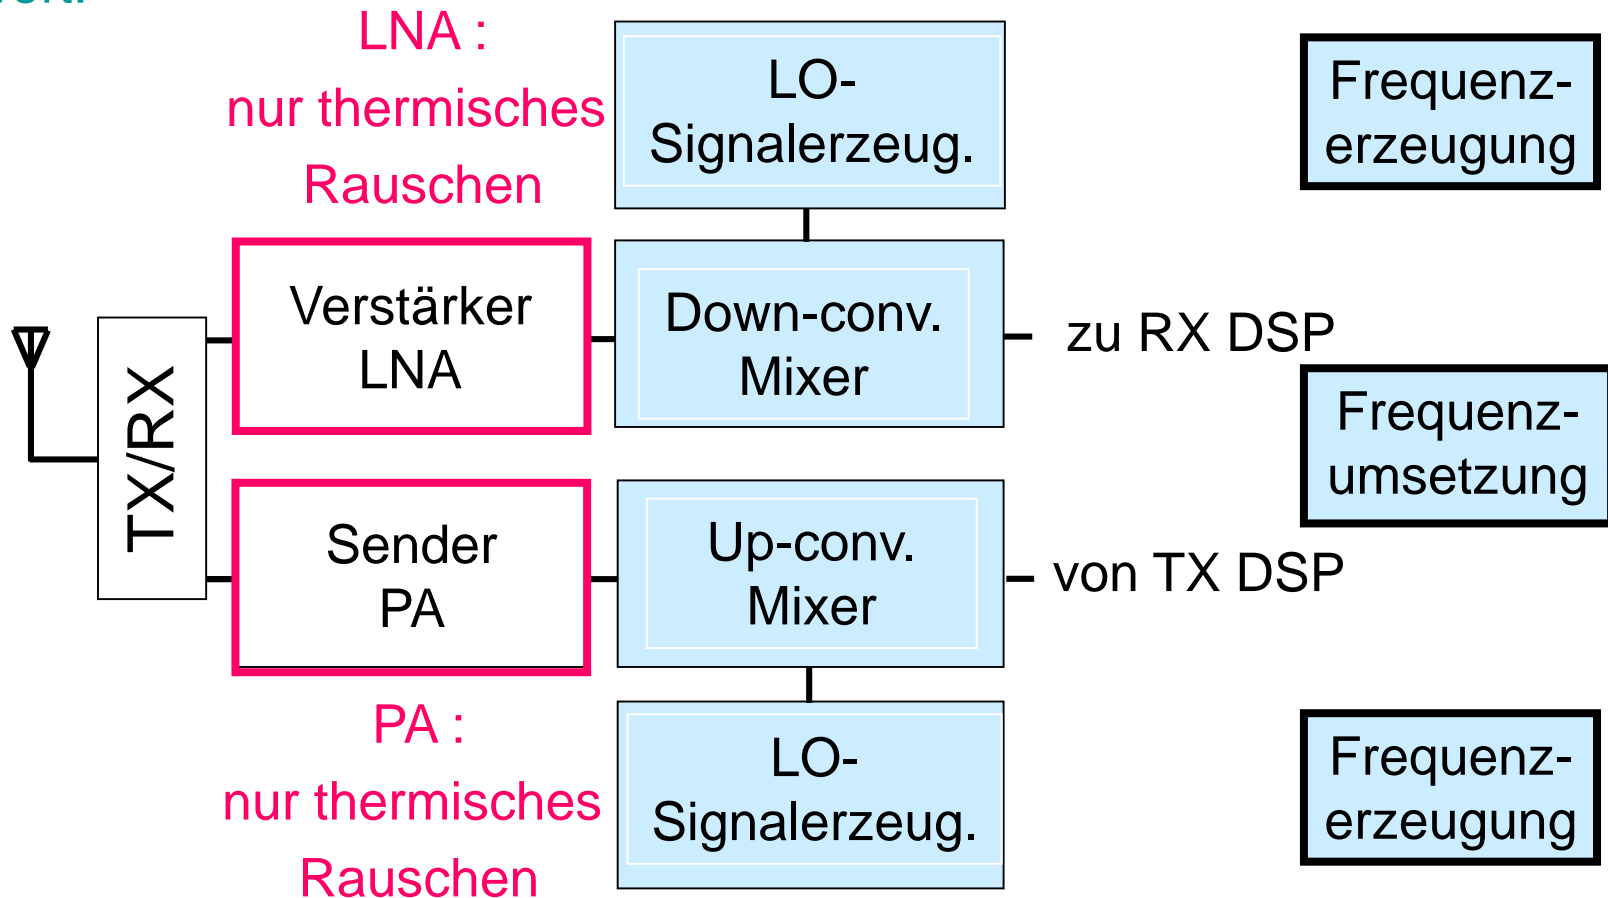 LNA :
nur thermisches
Rauschen
LO-
Signalerzeug.
Frequenz-
erzeugung
Verstärker
LNA
Down-conv.
Mixer
zu RX DSP
TX/RX
Frequenz-
umsetzung
Sender
PA
Up-conv.
Mixer
von TX DSP
PA :
nur thermisches
Rauschen
LO-
Signalerzeug.
Frequenz-
erzeugung